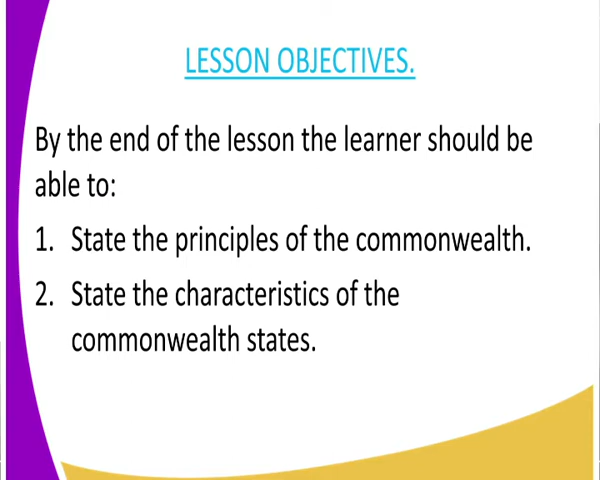 LESSON OBJECTIVES.
By the end of the lesson the learner should be
able to:
1. State the principles of the commonwealth.
2. State the characteristics of the
commonwealth states.